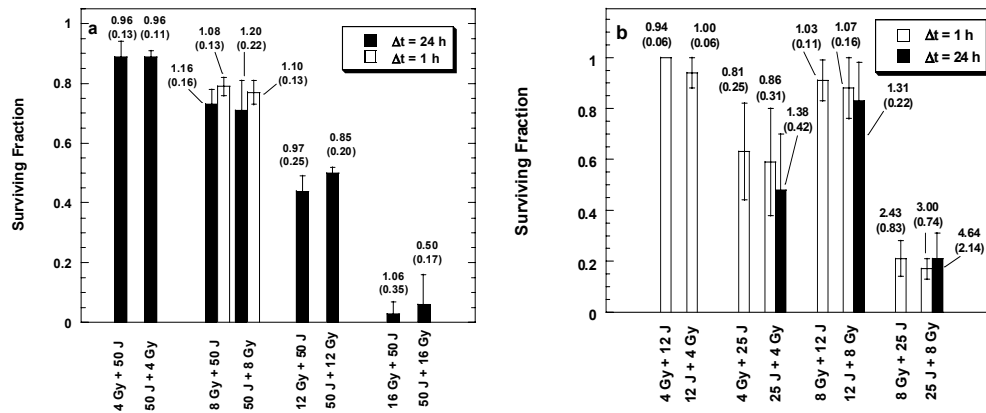 a
0.96
(0.13)
0.96
(0.11)
1.08
(0.13)
1.20
(0.22)
1.16
(0.16)
1.10
(0.13)
0.97
(0.25)
0.85
(0.20)
1.06
(0.35)
0.50
(0.17)
Δt = 24 h
Δt = 1 h
Surviving Fraction
1
0.8
0.6
0.4
0.2
0
4 Gy + 50 J
50 J + 4 Gy
8 Gy + 50 J
50 J + 8 Gy
12 Gy + 50 J
50 J + 12 Gy
16 Gy + 50 J
50 J + 16 Gy
b
0.94
(0.06)
1.00
(0.06)
0.81
(0.25)
0.86
(0.31)
1.38
(0.42)
1.03
(0.11)
1.07
(0.16)
1.31
(0.22)
2.43
(0.83)
3.00
(0.74)
4.64
(2.14)
Δt = 1 h
Δt = 24 h
Surviving Fraction
1.0
0.8
0.6
0.4
0.2
0
4 Gy + 12 J
12 J + 4 Gy
4 Gy + 25 J
25 J + 4 Gy
8 Gy + 12 J
12 J + 8 Gy
8 Gy + 25 J
25 J + 8 Gy